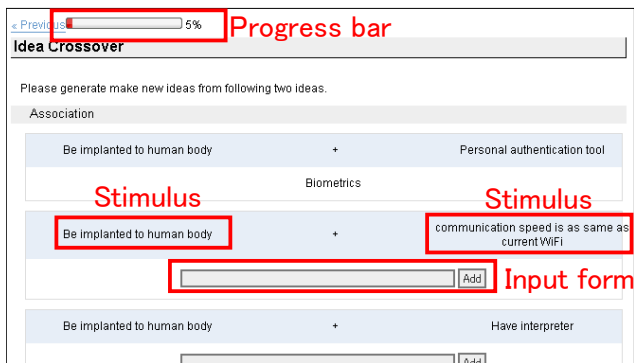 « Previous 5% Progress bar
Idea Crossover
Please generate make new ideas from following two ideas.
Association
Be implanted to human body + Personal authentication tool
Biometrics
Stimulus Stimulus
Be implanted to human body + communication speed is as same as
current WiFi
Add Input form
Be implanted to human body + Have interpreter
Add